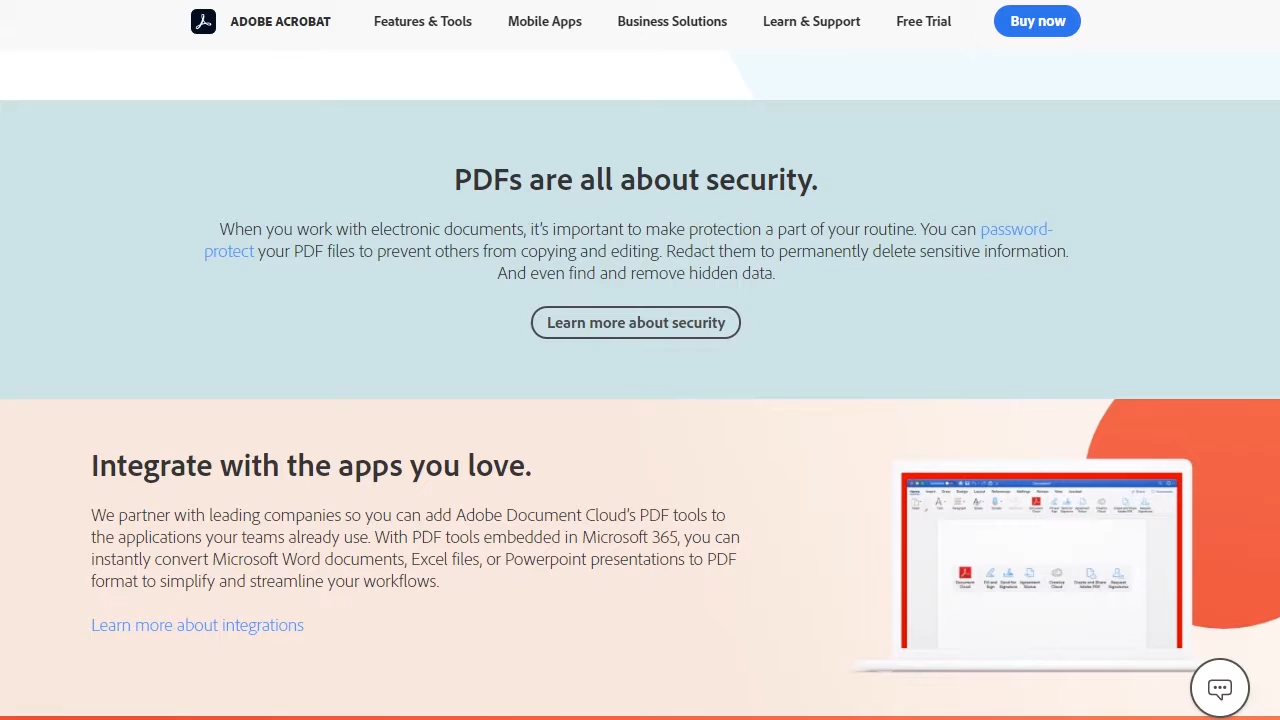 ADOBE ACROBAT
Features & Tools
Mobile Apps
Business Solutions
Learn & Support
Free Trial
Buy now
PDFs are all about security.
When you work with electronic documents, it's important to make protection a part of your routine. You can password-
protect your PDF files to prevent others from copying and editing. Redact them to permanently delete sensitive information.
And even find and remove hidden data.
Learn more about security
Integrate with the apps you love.
We partner with leading companies so you can add Adobe Document Cloud's PDF tools to
the applications your teams already use. With PDF tools embedded in Microsoft 365, you can
instantly convert Microsoft Word documents, Excel files, or Powerpoint presentations to PDF
format to simplify and streamline your workflows.
Learn more about integrations